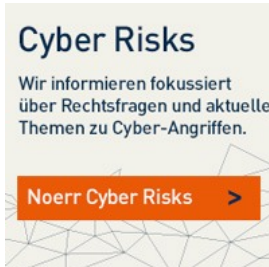 Cyber Risks
Wir informieren fokussiert
über Rechtsfragen und aktuelle
Themen zu Cyber-Angriffen.
Noerr Cyber Risks >